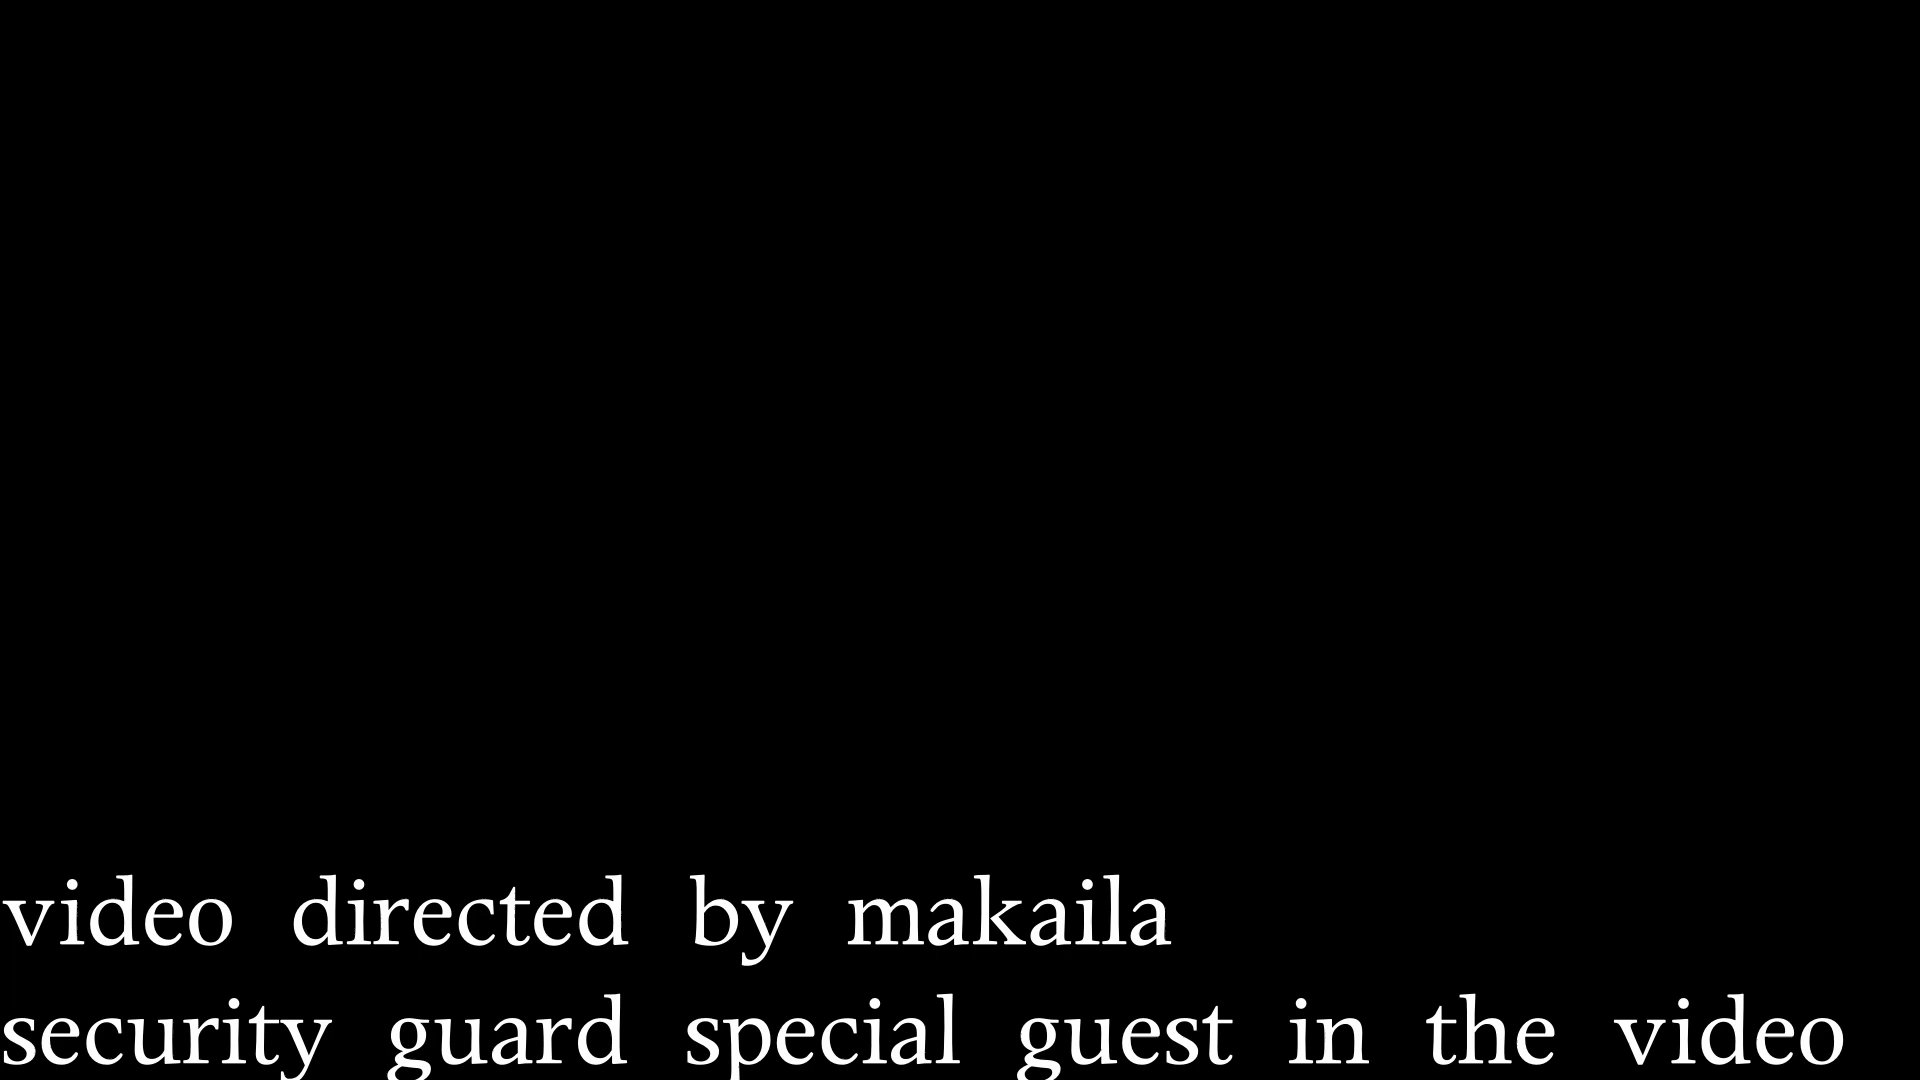 video directed by makaila
security guard special guest in the video